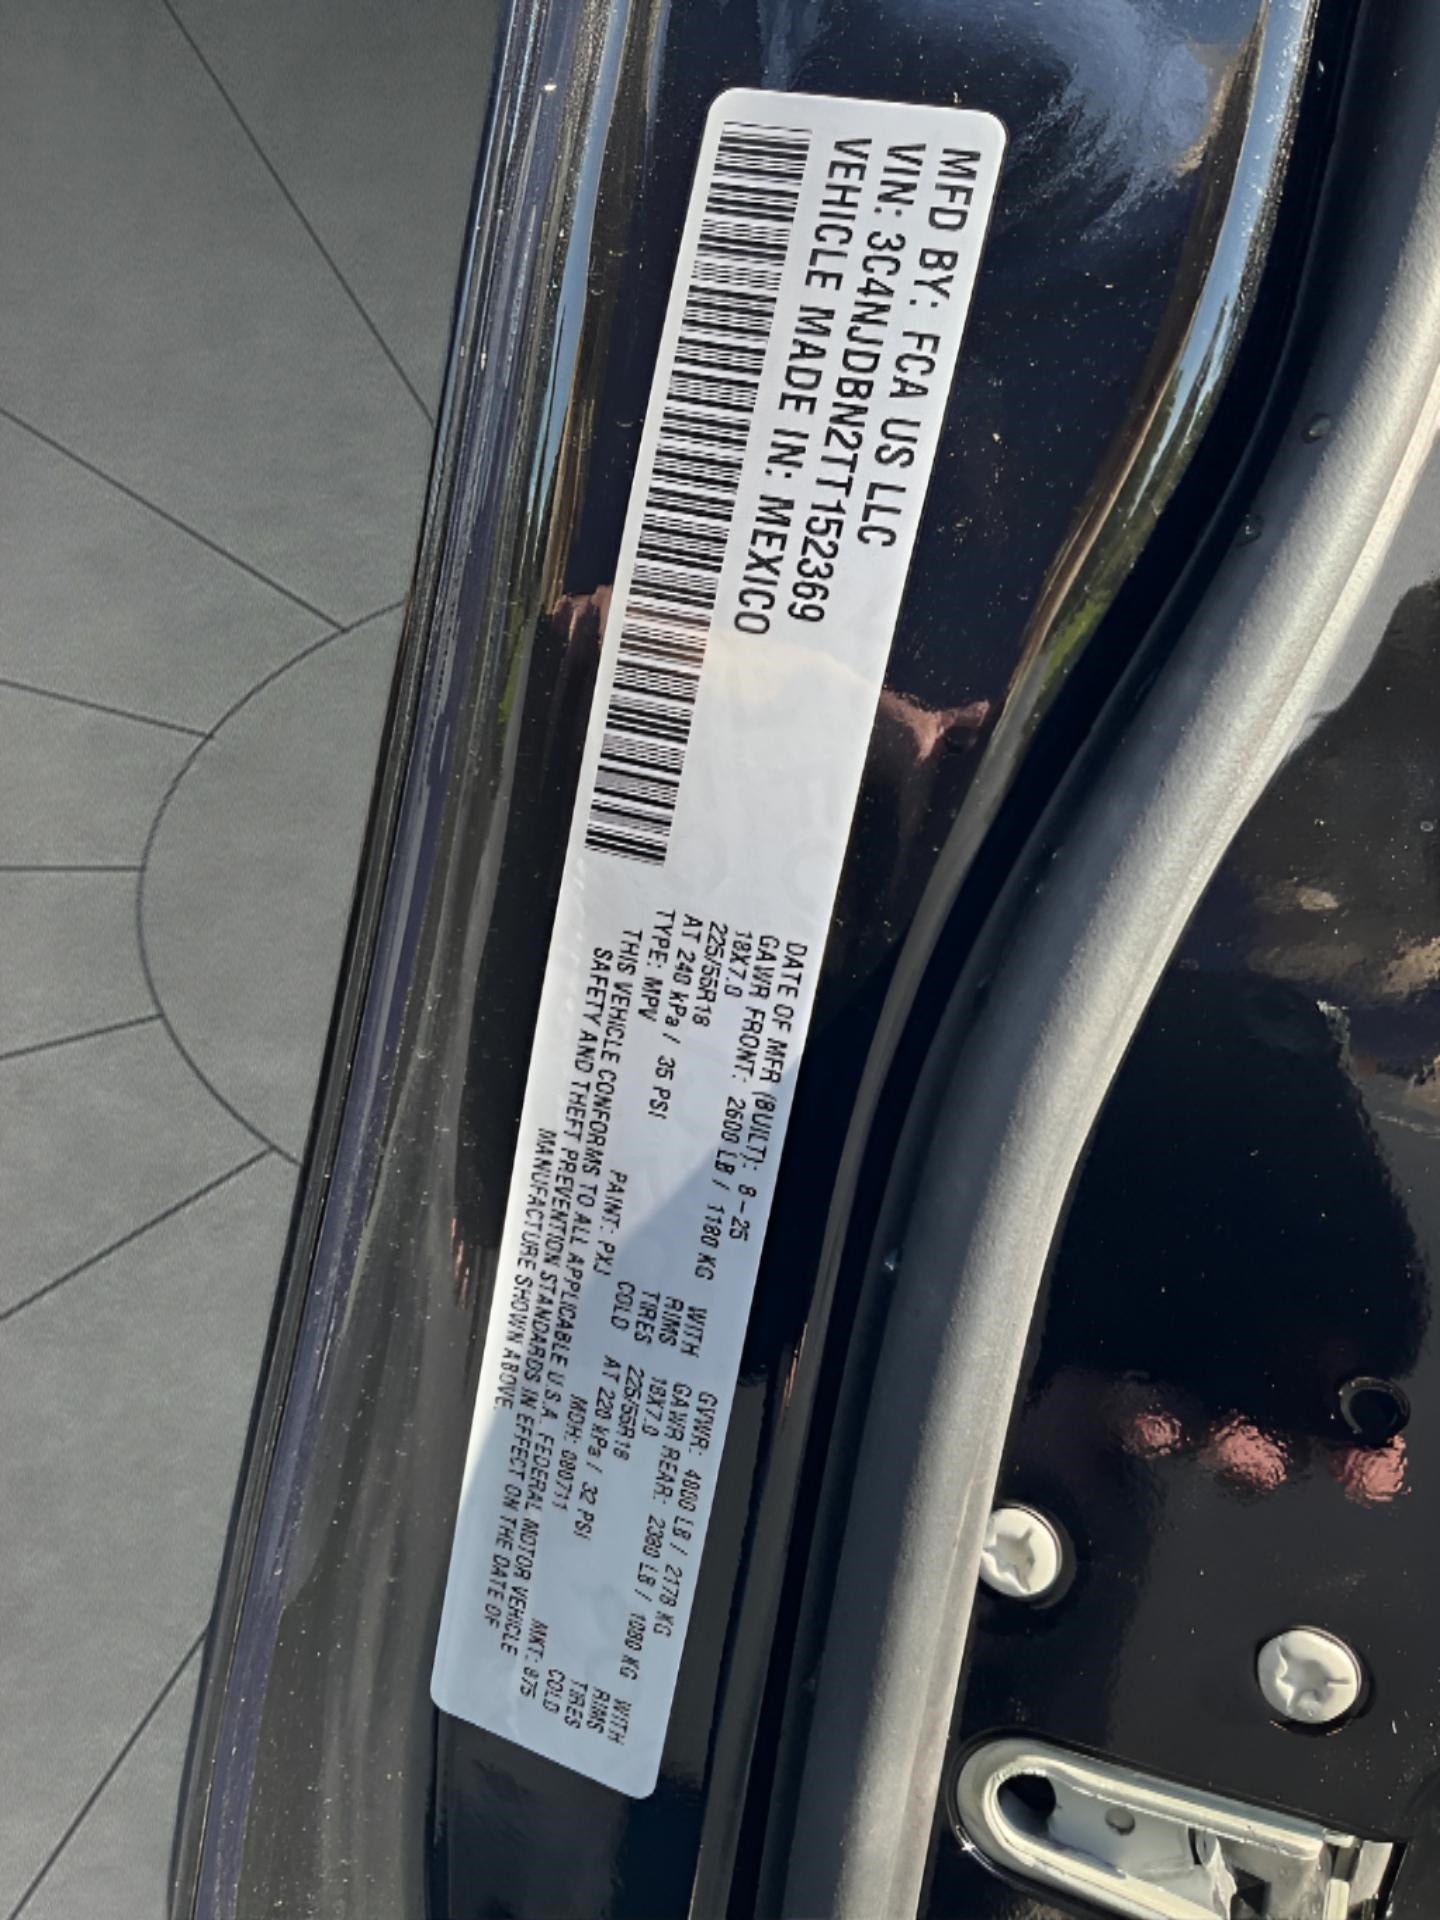 MFD BY: FCA US LLC
VIN: 3C4NJDBN2TT152369
VEHICLE MADE IN: MEXICO
DATE OF MFR (BUILT): 8-25 GVWR: 4800 LB / 2178 KG
GAWR FRONT: 2600 LB / 1180 KG WITH GAWR REAR: 2380 LB / 1080 KG WITH
18X7.0 RIMS 18X7.0 RIMS
225/55R18 TIRES 225/55R18 TIRES
AT 240 kPa / 35 PSI COLD AT 220 kPa / 32 PSI COLD
TYPE: MPV PAINT: PXJ MDH: 080711 MKT: 875
THIS VEHICLE CONFORMS TO ALL APPLICABLE U.S.A. FEDERAL MOTOR VEHICLE
SAFETY AND THEFT PREVENTION STANDARDS IN EFFECT ON THE DATE OF
MANUFACTURE SHOWN ABOVE.